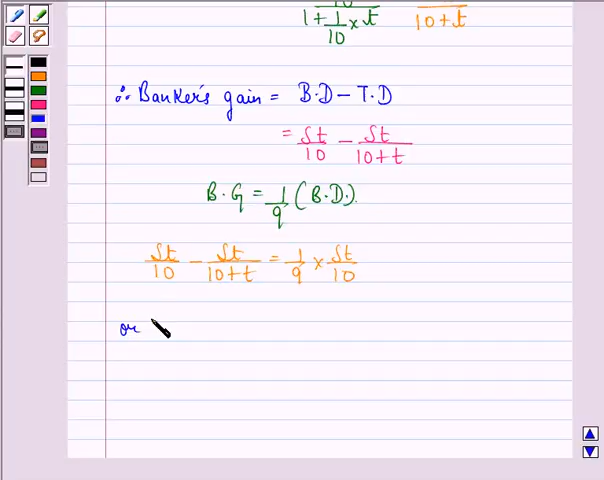 10
1 + 1/10 × t    10+t
∴ Banker's gain = B.D – T.D
= St/10 – St/10+t
B.G = 1/9 (B.D.).
St/10 – St/10+t = 1/9 × St/10
or